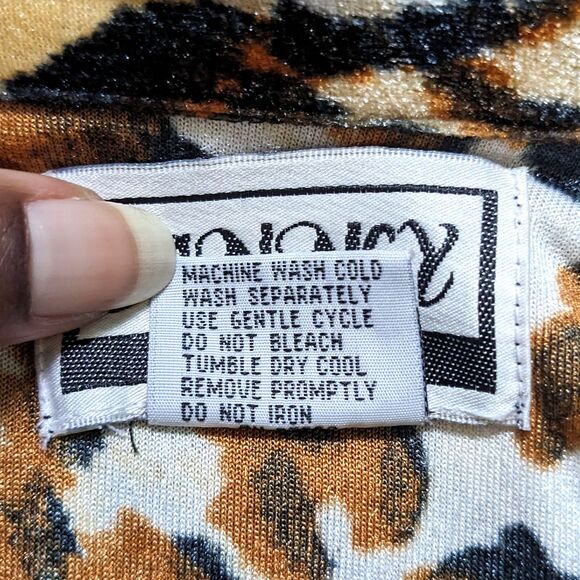 MACHINE WASH COLD
WASH SEPARATELY
USE GENTLE CYCLE
DO NOT BLEACH
TUMBLE DRY COOL
REMOVE PROMPTLY
DO NOT IRON